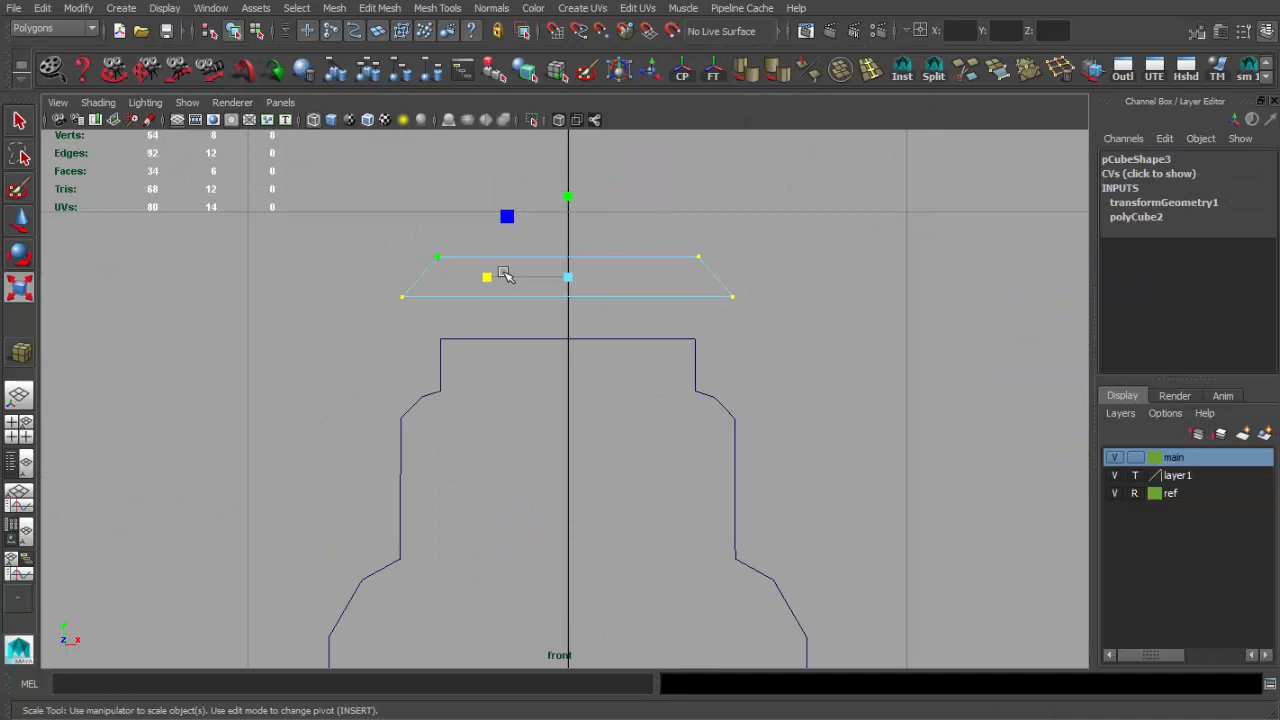 File Edit Modify Create Display Window Assets Select Mesh Edit Mesh Mesh Tools Normals Color Create UVs Edit UVs Muscle Pipeline Cache Help
Polygons No Live Surface X: Y: Z:
CP FT Inst Split Outl UTE Hshd TM sm 1
View Shading Lighting Show Renderer Panels
Channel Box / Layer Editor
Channels Edit Object Show
Verts: 64 8 8
Edges: 92 12 0
Faces: 34 6 0
Tris: 68 12 0
UVs: 80 14 0
pCubeShape3
CVs (click to show)
INPUTS
transformGeometry1
polyCube2
Display Render Anim
Layers Options Help
V main
V T layer1
V R ref
y
z x
front
MEL
Scale Tool: Use manipulator to scale object(s). Use edit mode to change pivot (INSERT).